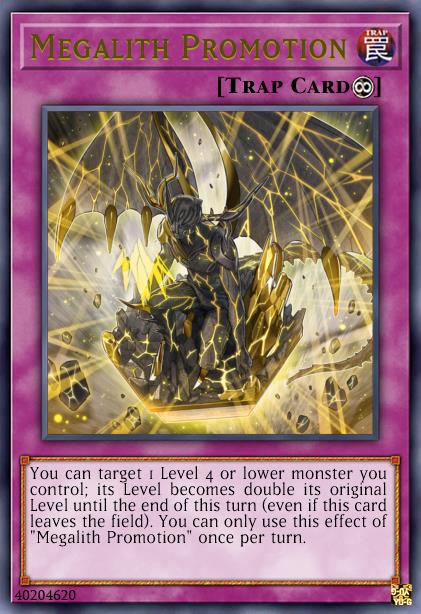 MEGALITH PROMOTION
TRAP
罠
[TRAP CARD♾]
You can target 1 Level 4 or lower monster you
control; its Level becomes double its original
Level until the end of this turn (even if this card
leaves the field). You can only use this effect of
"Megalith Promotion" once per turn.
40204620